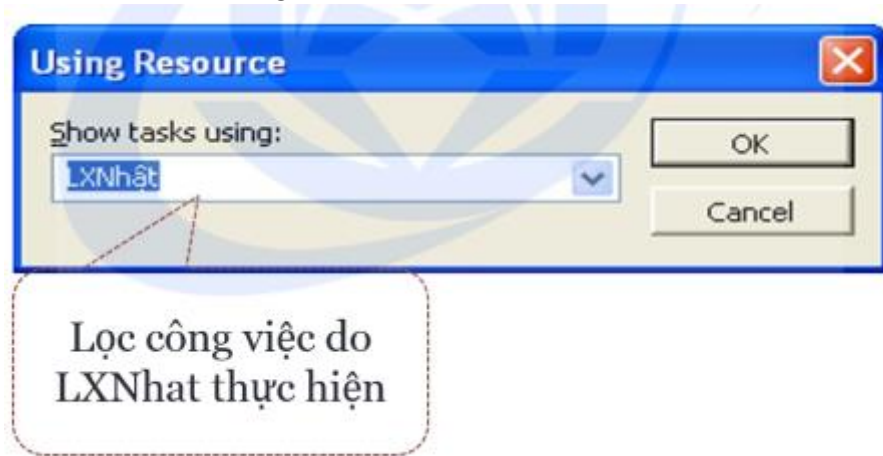 Using Resource
Show tasks using:
LXNhật
OK
Cancel
Lọc công việc do
LXNhat thực hiện